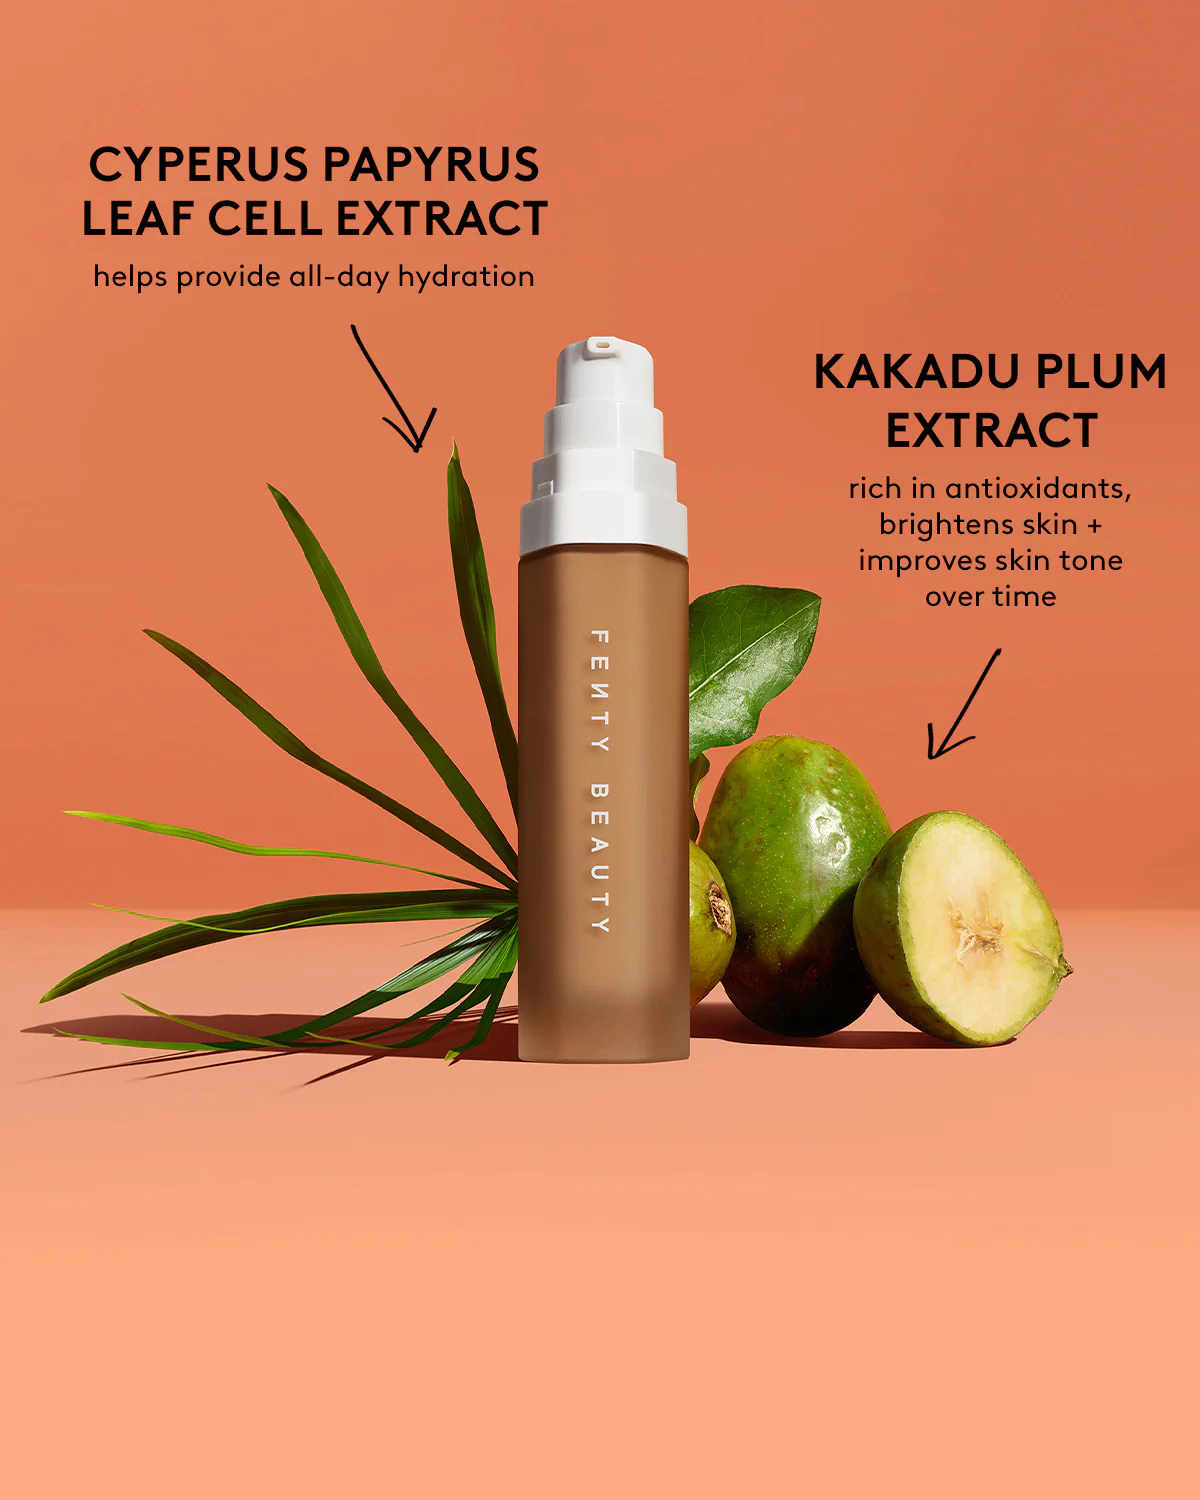 CYPERUS PAPYRUS
LEAF CELL EXTRACT
helps provide all-day hydration
KAKADU PLUM
EXTRACT
rich in antioxidants,
brightens skin +
improves skin tone
over time
FENTY BEAUTY